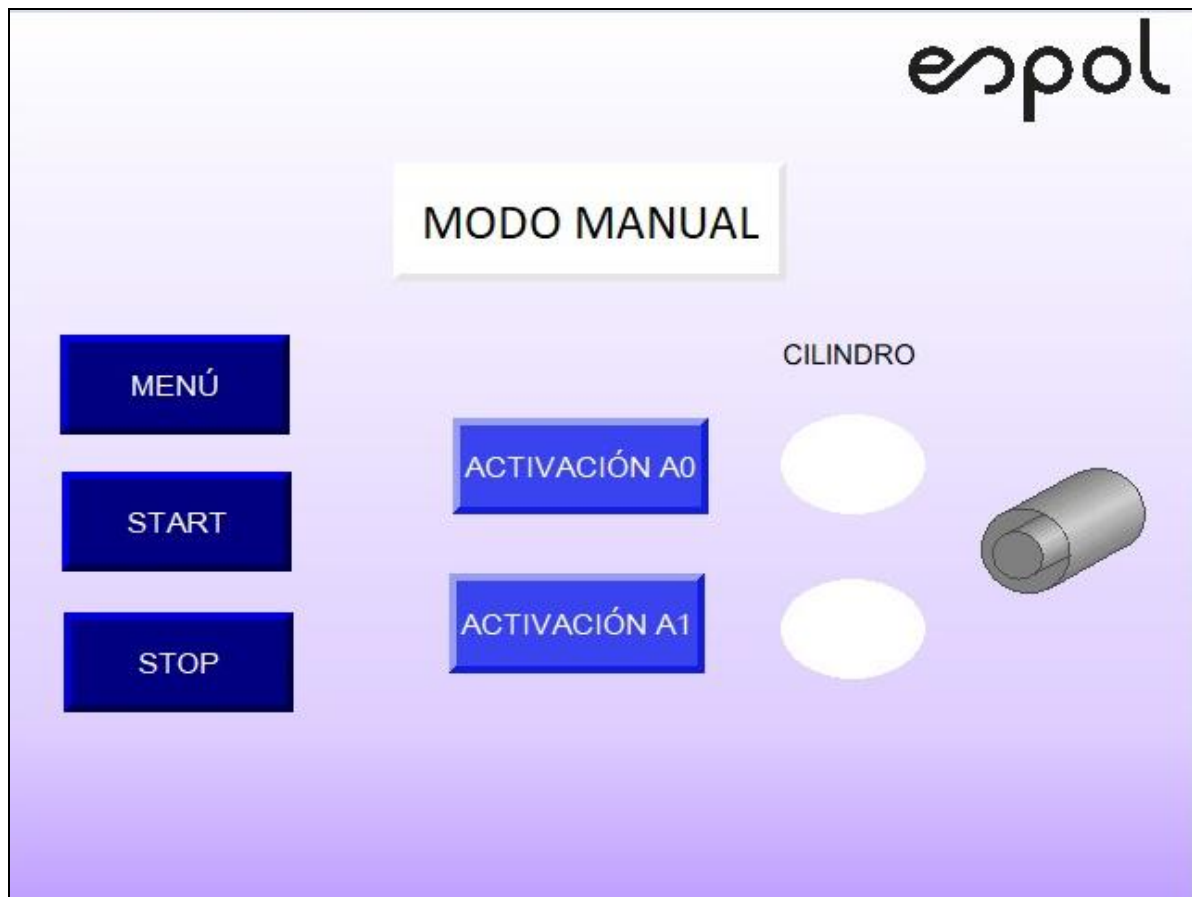 espol
MODO MANUAL
CILINDRO
MENÚ
ACTIVACIÓN A0
START
ACTIVACIÓN A1
STOP